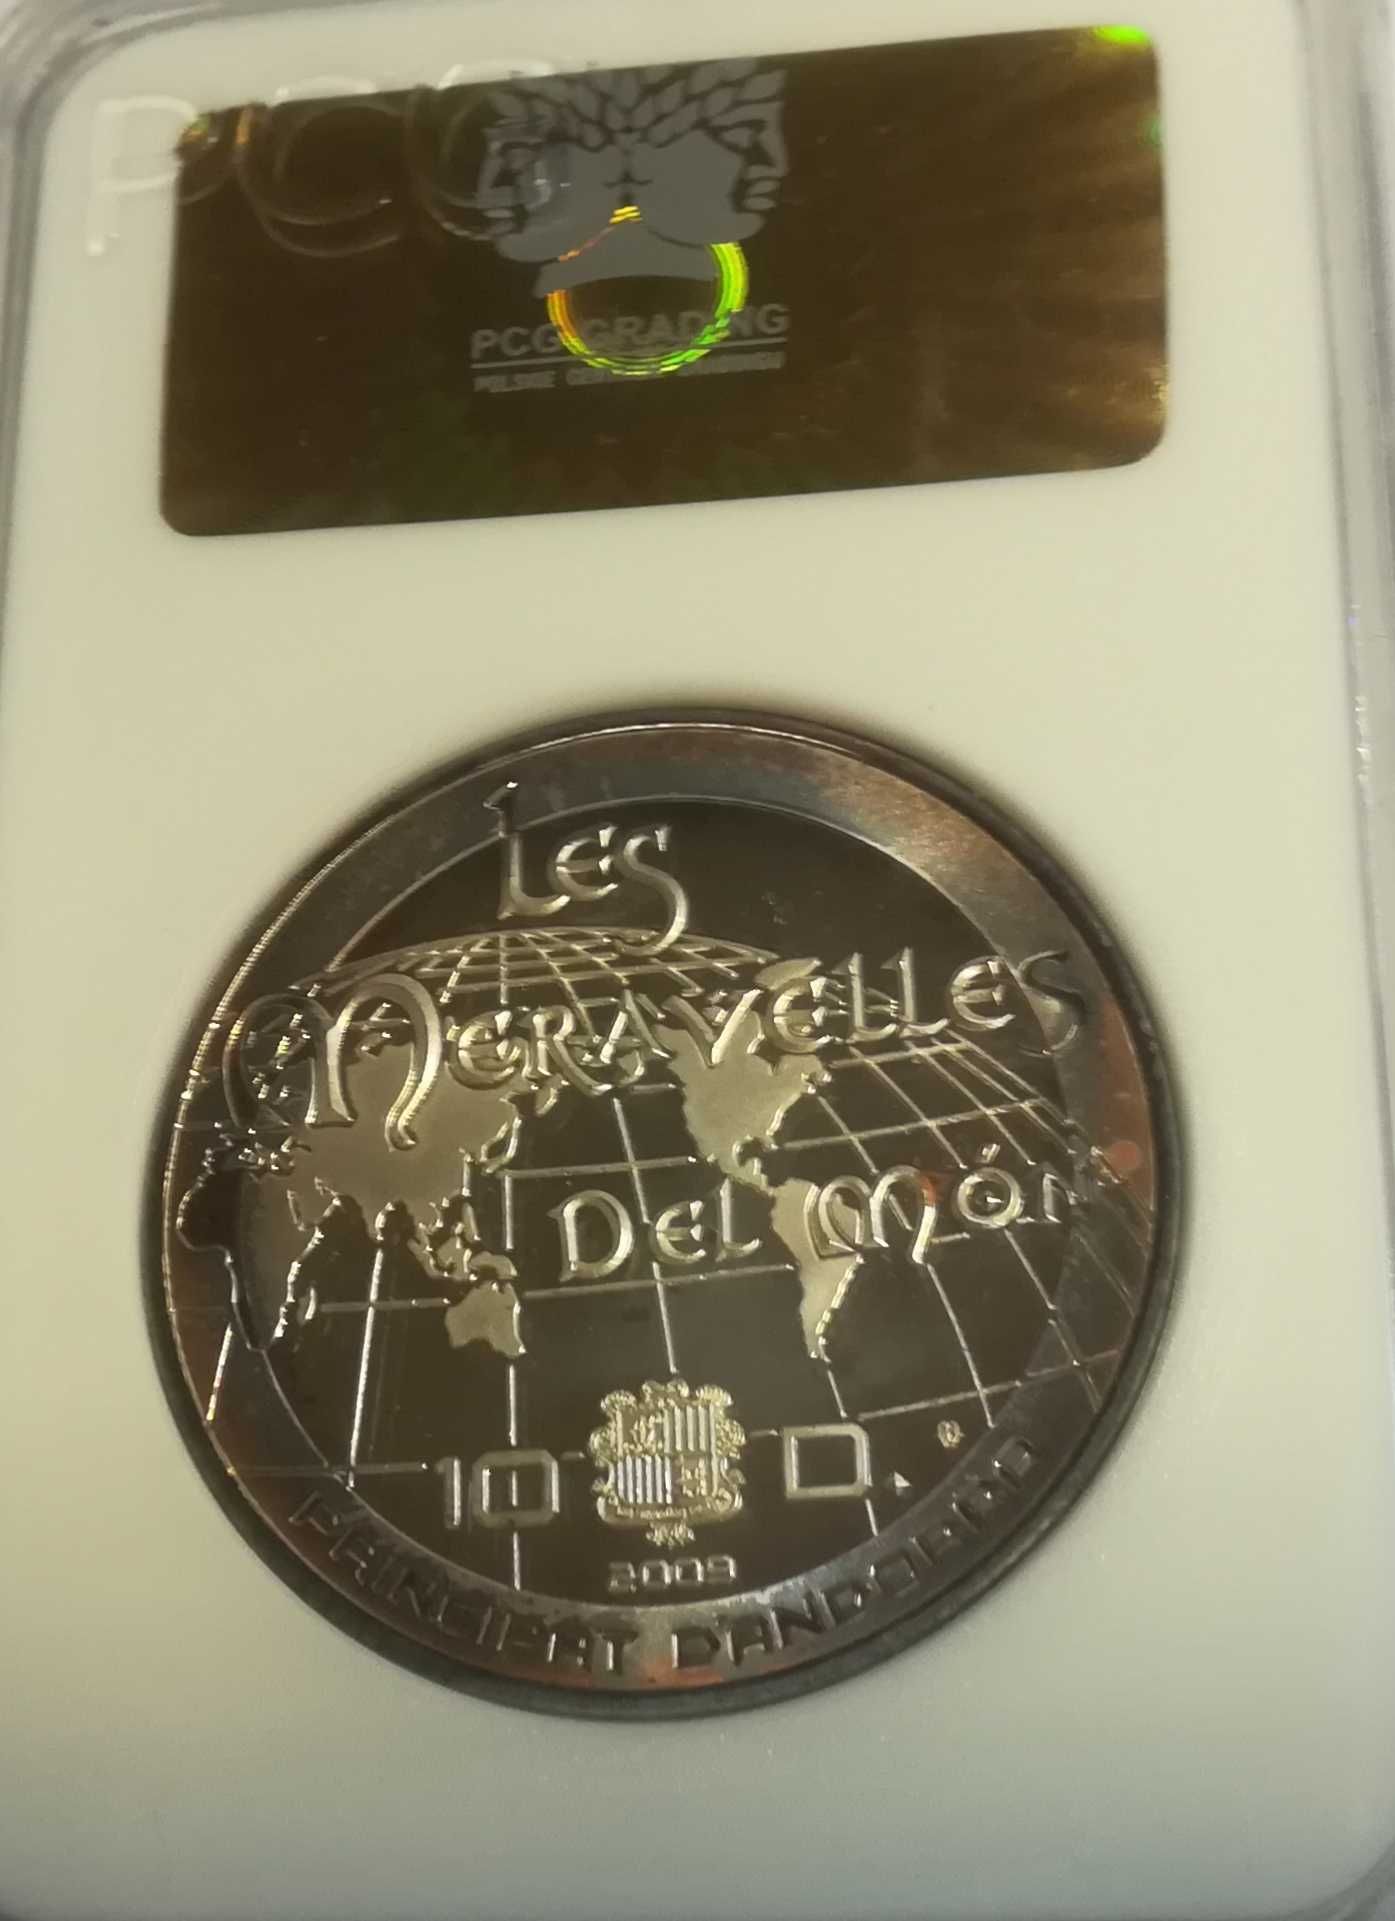 PCG
PCG GRADING
LES
MERAVELLES
DEL MÓN
10 D.
2009
PRINCIPAT D'ANDORRA